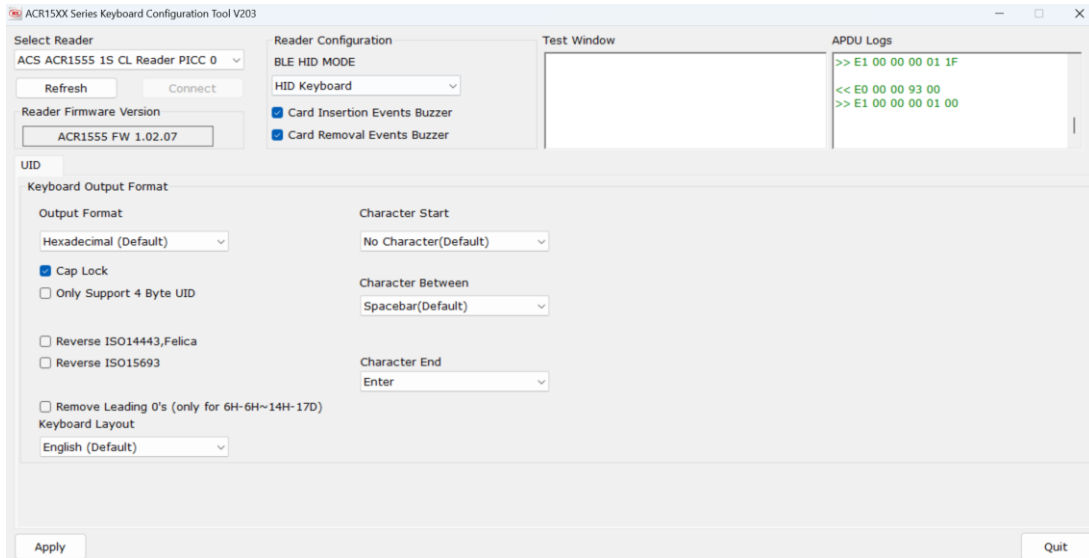 ACR15XX Series Keyboard Configuration Tool V203
Select Reader
ACS ACR1555 1S CL Reader PICC 0
Refresh
Connect
Reader Firmware Version
ACR1555 FW 1.02.07
Reader Configuration
BLE HID MODE
HID Keyboard
Card Insertion Events Buzzer
Card Removal Events Buzzer
Test Window
APDU Logs
>> E1 00 00 00 01 1F
<< E0 00 00 93 00
>> E1 00 00 00 01 00
UID
Keyboard Output Format
Output Format
Hexadecimal (Default)
Cap Lock
Only Support 4 Byte UID
Reverse ISO14443,Felica
Reverse ISO15693
Remove Leading 0's (only for 6H-6H~14H-17D)
Keyboard Layout
English (Default)
Character Start
No Character(Default)
Character Between
Spacebar(Default)
Character End
Enter
Apply
Quit